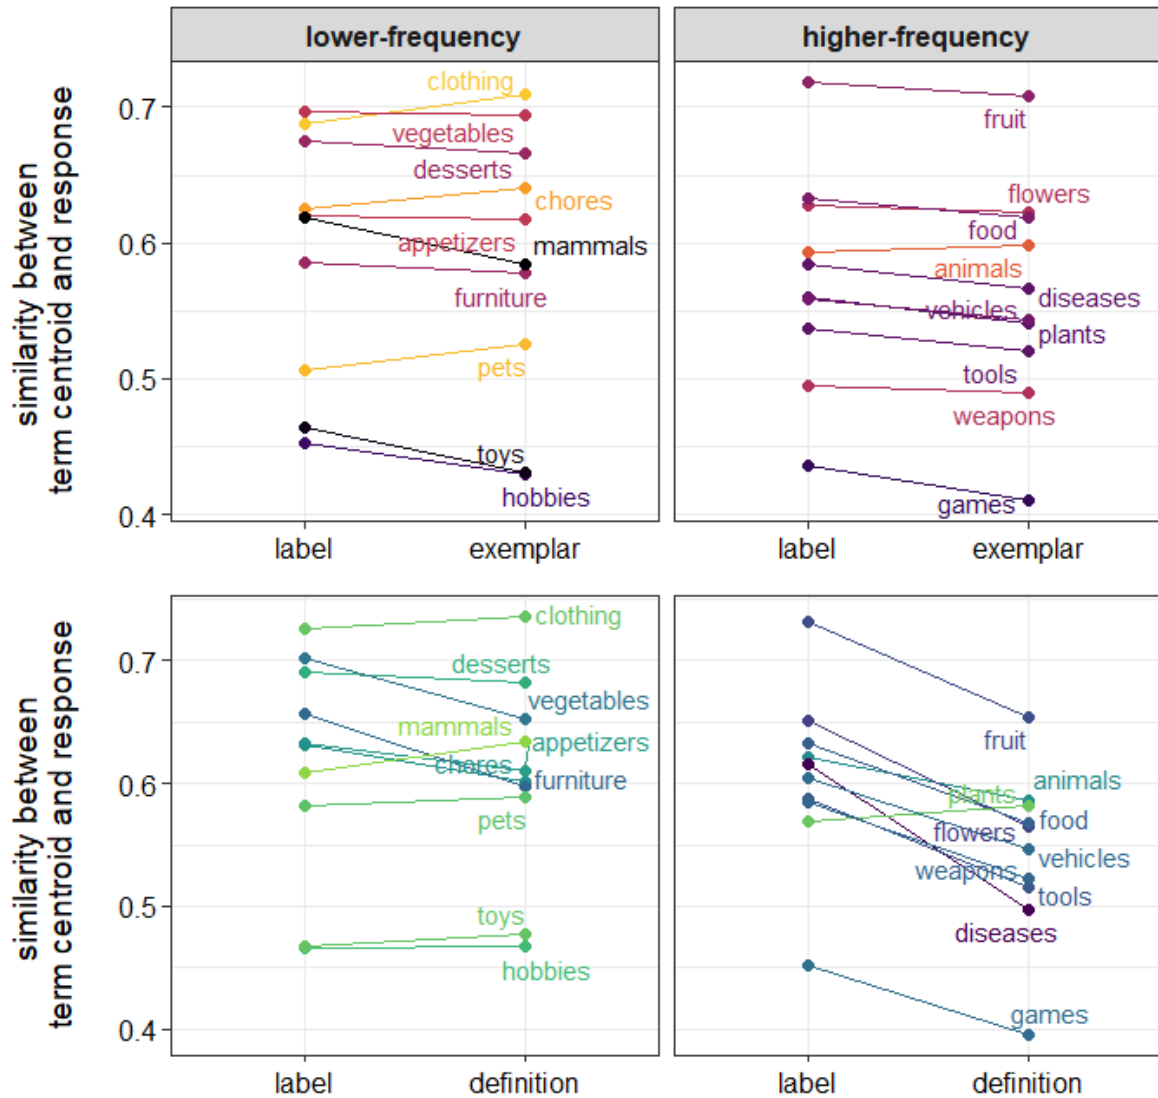 lower-frequency
higher-frequency
similarity between
term centroid and response
0.7
0.6
0.5
0.4
clothing
vegetables
desserts
chores
appetizers
mammals
furniture
pets
toys
hobbies
label
exemplar
fruit
flowers
food
animals
diseases
vehicles
plants
tools
weapons
games
label
exemplar
similarity between
term centroid and response
0.7
0.6
0.5
0.4
clothing
desserts
vegetables
mammals
appetizers
chores
furniture
pets
toys
hobbies
label
definition
fruit
animals
plants
food
flowers
vehicles
weapons
tools
diseases
games
label
definition